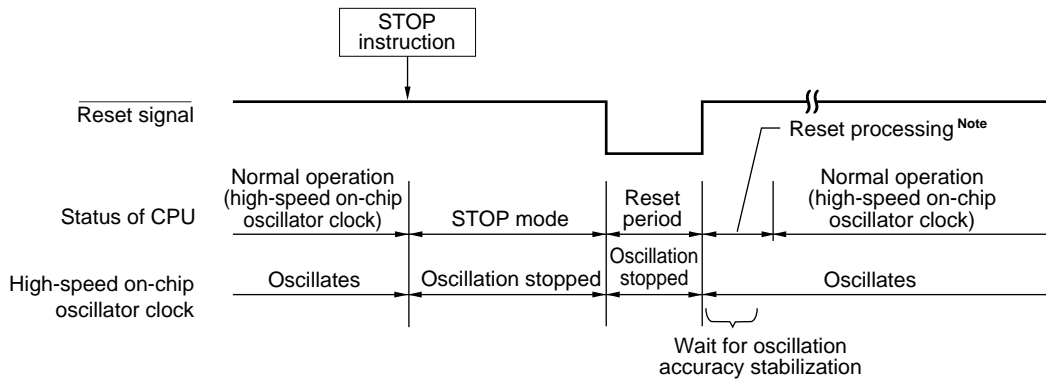 STOP
instruction
Reset signal
Reset processing Note
Status of CPU
Normal operation
(high-speed on-chip
oscillator clock)
STOP mode
Reset
period
Normal operation
(high-speed on-chip
oscillator clock)
High-speed on-chip
oscillator clock
Oscillates
Oscillation stopped
Oscillation
stopped
Oscillates
Wait for oscillation
accuracy stabilization